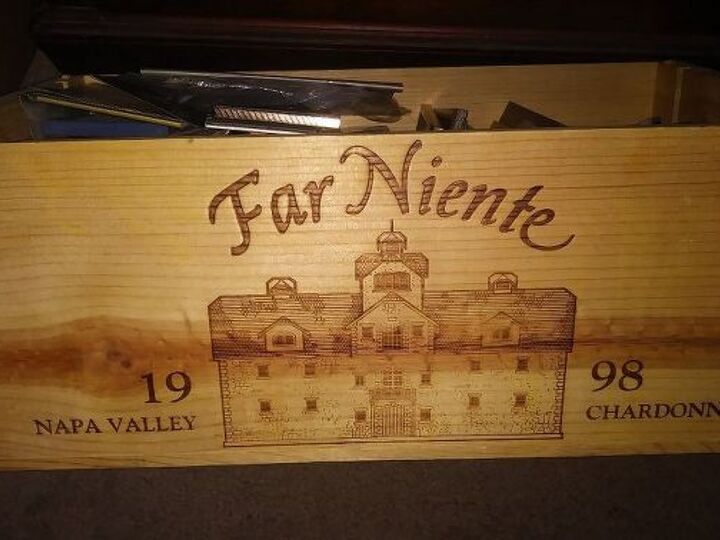 Far Niente
19 98
NAPA VALLEY CHARDONN